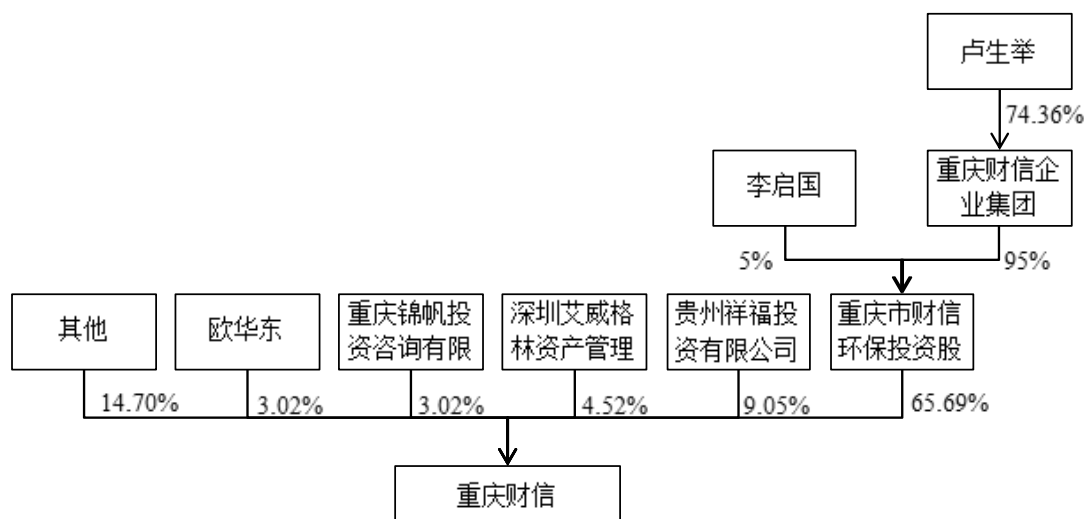 卢生举
74.36%
李启国
重庆财信企
业集团
5%
95%
其他
欧华东
重庆锦帆投
资咨询有限
深圳艾威格
林资产管理
贵州祥福投
资有限公司
重庆市财信
环保投资股
14.70%
3.02%
3.02%
4.52%
9.05%
65.69%
重庆财信